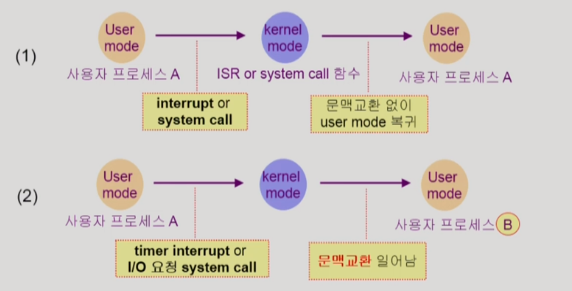 (1)
User
mode
kernel
mode
User
mode
사용자 프로세스 A
ISR or system call 함수
사용자 프로세스 A
interrupt or
system call
문맥교환 없이
user mode 복귀
(2)
User
mode
kernel
mode
User
mode
사용자 프로세스 A
사용자 프로세스 B
timer interrupt or
I/O 요청 system call
문맥교환 일어남